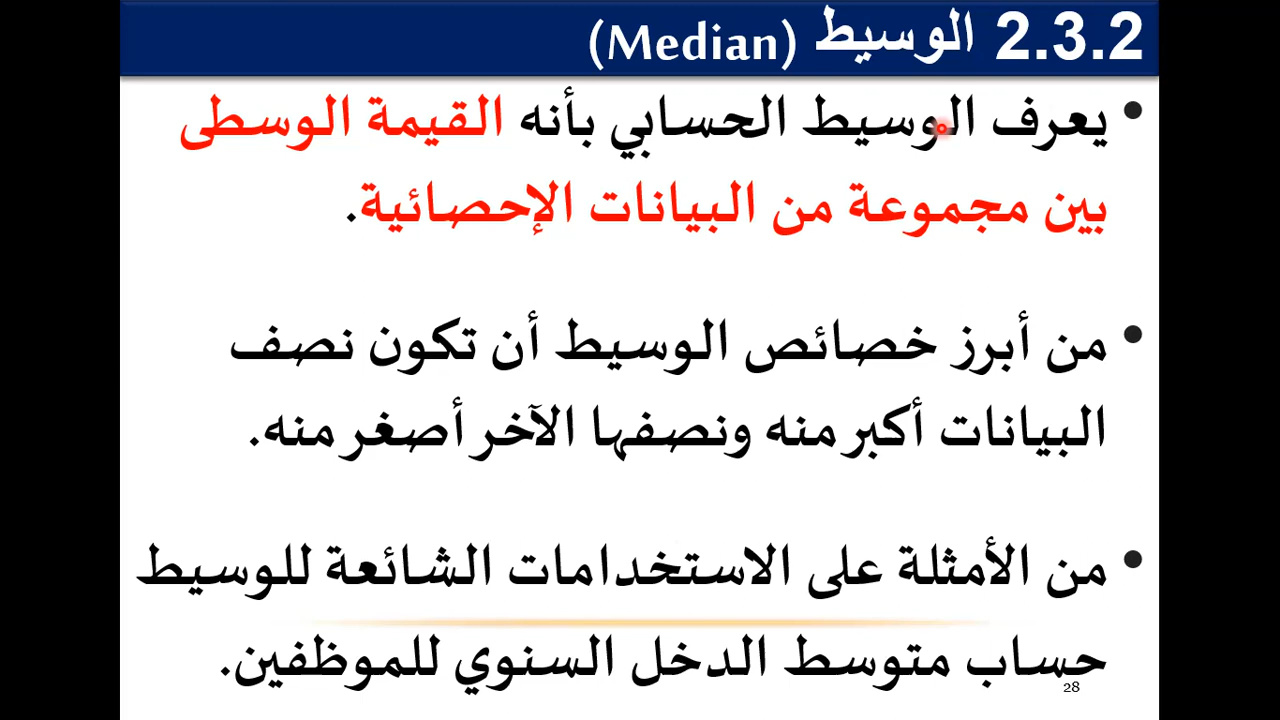 2.3.2 الوسيط (Median)
• يعرف الوسيط الحسابي بأنه القيمة الوسطى
بين مجموعة من البيانات الإحصائية.
• من أبرز خصائص الوسيط أن تكون نصف
البيانات أكبر منه ونصفها الآخر أصغر منه.
• من الأمثلة على الاستخدامات الشائعة للوسيط
حساب متوسط الدخل السنوي للموظفين.
28